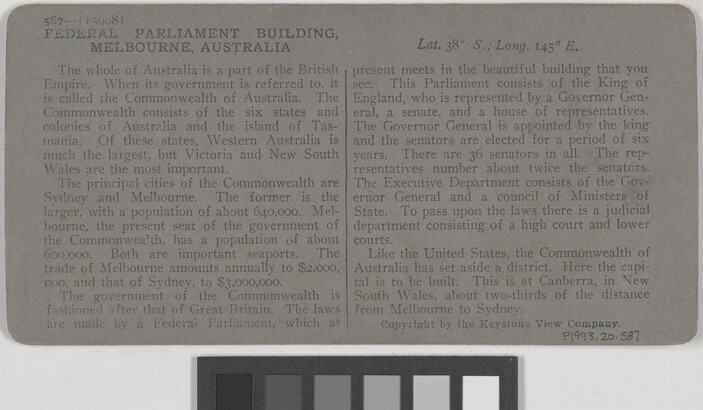 587—(15008)
FEDERAL PARLIAMENT BUILDING,
MELBOURNE, AUSTRALIA
Lat. 38° S.; Long. 145° E.
The whole of Australia is a part of the British
Empire. When its government is referred to, it
is called the Commonwealth of Australia. The
Commonwealth consists of the six states and
colonies of Australia and the island of Tas-
mania. Of these states, Western Australia is
much the largest, but Victoria and New South
Wales are the most important.
The principal cities of the Commonwealth are
Sydney and Melbourne. The former is the
larger, with a population of about 640,000. Mel-
bourne, the present seat of the government of
the Commonwealth, has a population of about
600,000. Both are important seaports. The
trade of Melbourne amounts annually to $2,000,
000, and that of Sydney, to $3,000,000.
The government of the Commonwealth is
fashioned after that of Great Britain. The laws
are made by a Federal Parliament, which at
present meets in the beautiful building that you
see. This Parliament consists of the King of
England, who is represented by a Governor Gen-
eral, a senate, and a house of representatives.
The Governor General is appointed by the king
and the senators are elected for a period of six
years. There are 36 senators in all. The rep-
resentatives number about twice the senators.
The Executive Department consists of the Gov-
ernor General and a council of Ministers of
State. To pass upon the laws there is a judicial
department consisting of a high court and lower
courts.
Like the United States, the Commonwealth of
Australia has set aside a district. Here the capi-
tal is to be built. This is at Canberra, in New
South Wales, about two-thirds of the distance
from Melbourne to Sydney.
Copyright by the Keystone View Company.
P1993.20.587